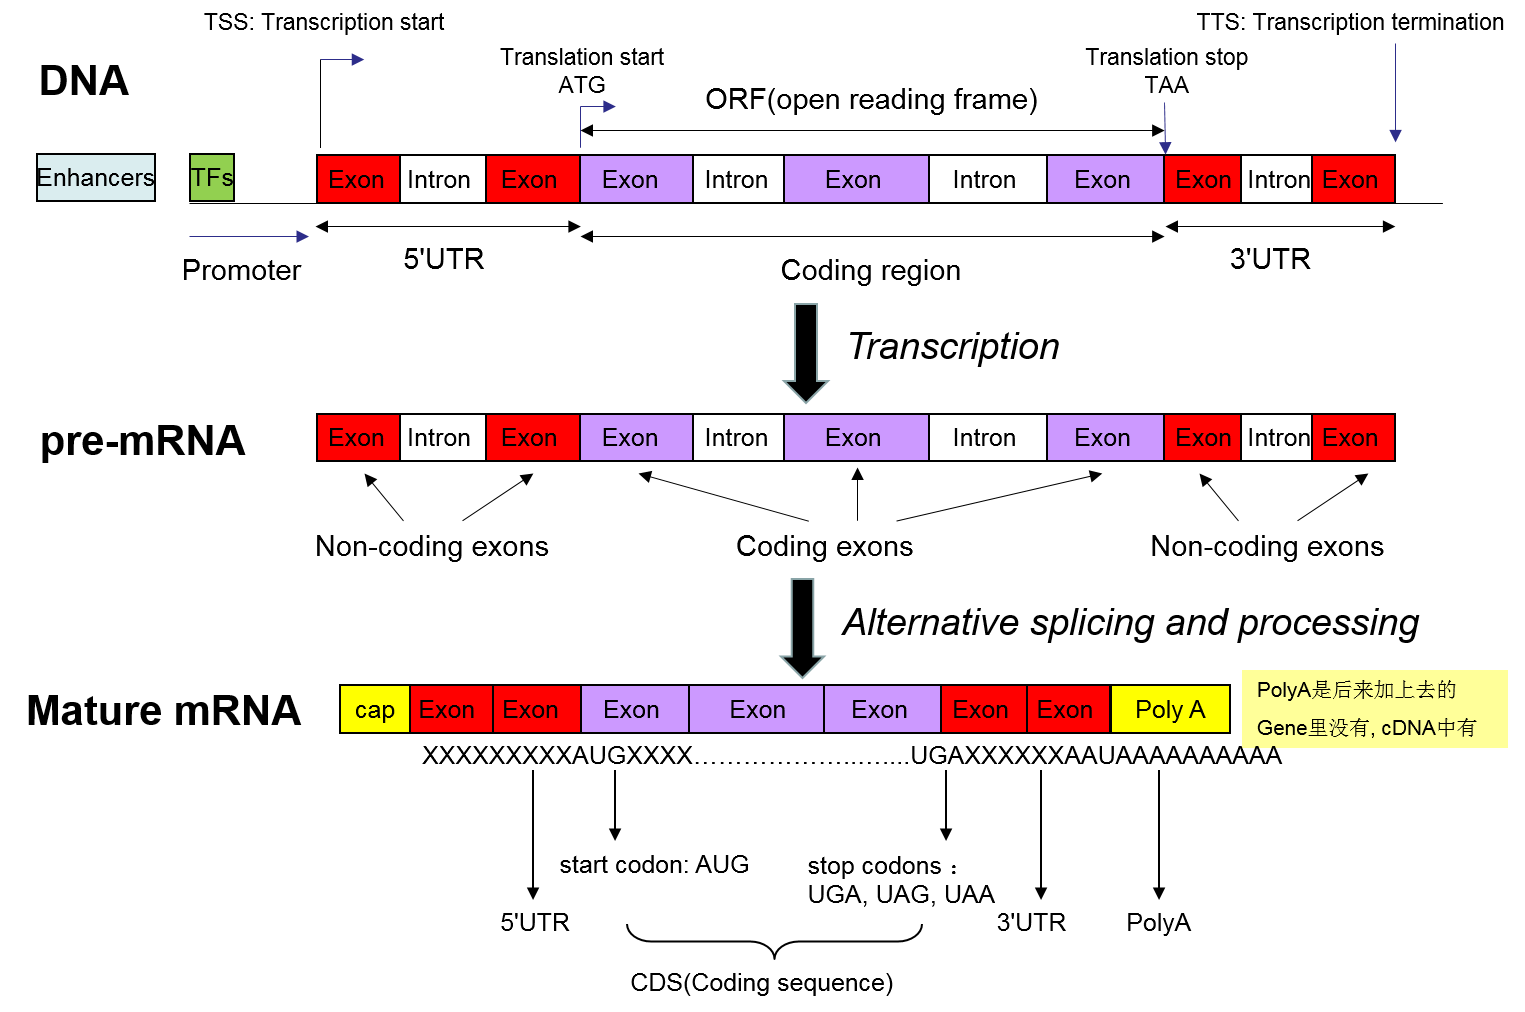 TSS: Transcription start
TTS: Transcription termination
Translation start
ATG
Translation stop
TAA
DNA
ORF(open reading frame)
Enhancers
TFs
Exon Intron Exon Exon Intron Exon Intron Exon Exon Intron Exon
5'UTR
3'UTR
Promoter
Coding region
Transcription
pre-mRNA
Exon Intron Exon Exon Intron Exon Intron Exon Exon Intron Exon
Non-coding exons
Coding exons
Non-coding exons
Alternative splicing and processing
Mature mRNA
cap Exon Exon Exon Exon Exon Exon Exon Poly A
PolyA是后来加上去的
Gene里没有, cDNA中有
XXXXXXXXXAUGXXXX………………..…....UGAXXXXXXAAUAAAAAAAAAA
start codon: AUG
stop codons：
UGA, UAG, UAA
5'UTR
3'UTR
PolyA
CDS(Coding sequence)